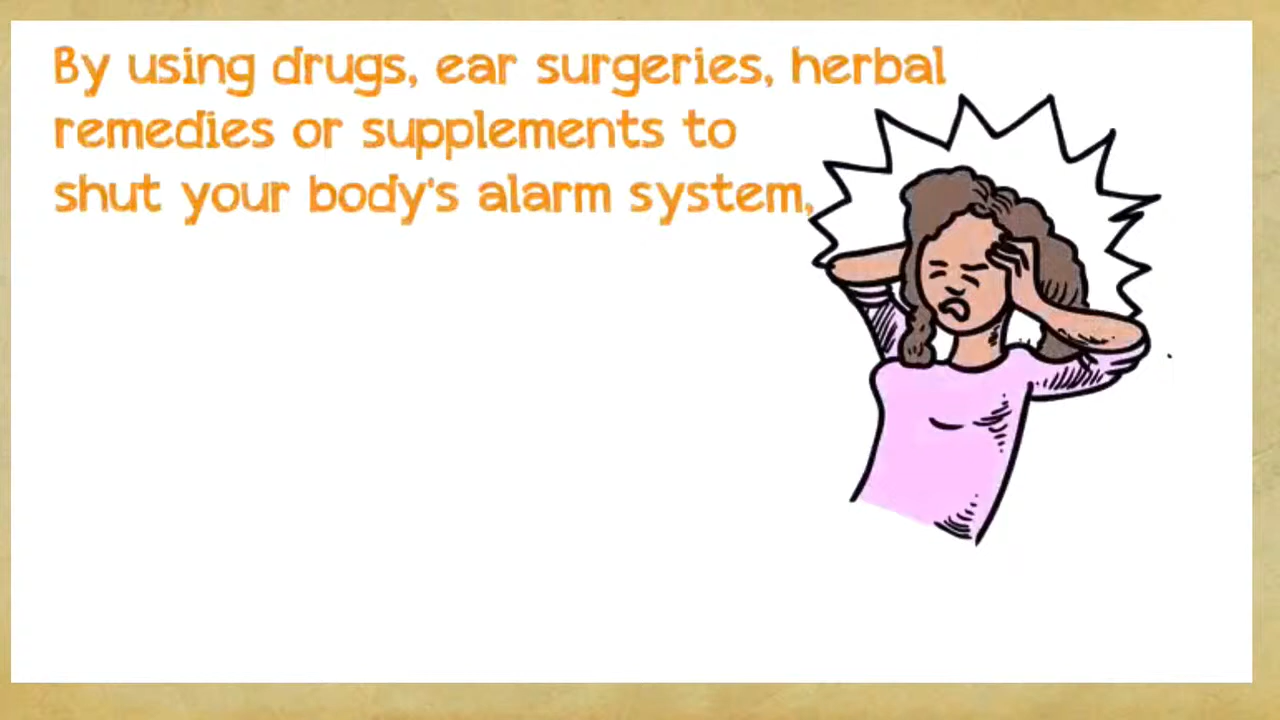 By using drugs, ear surgeries, herbal
remedies or supplements to
shut your body's alarm system,